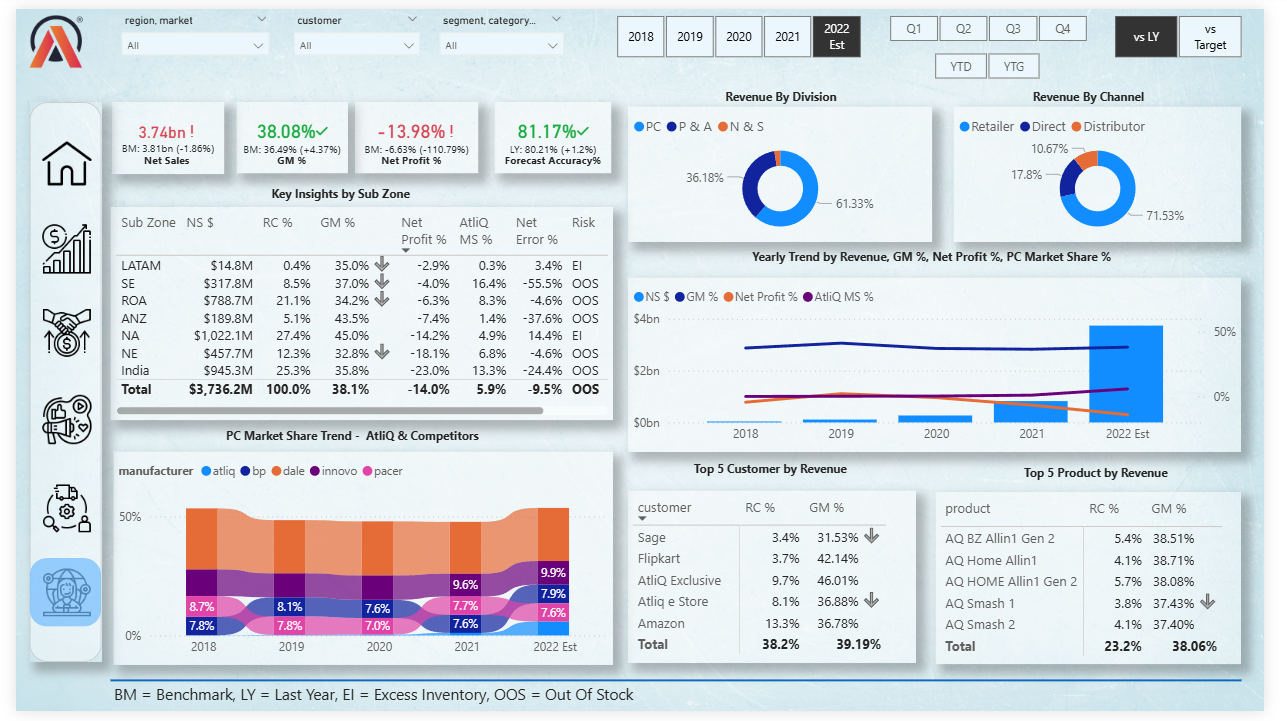 region, market
customer
segment, category...
All
All
All
2018
2019
2020
2021
2022
Est
Q1
Q2
Q3
Q4
YTD
YTG
vs LY
vs
Target
3.74bn !
BM: 3.81bn (-1.86%)
Net Sales
38.08%✓
BM: 36.49% (+4.37%)
GM %
-13.98% !
BM: -6.63% (-110.79%)
Net Profit %
81.17%✓
LY: 80.21% (+1.2%)
Forecast Accuracy%
Revenue By Division
PC P & A N & S
36.18%
61.33%
Revenue By Channel
Retailer Direct Distributor
10.67%
17.8%
71.53%
Key Insights by Sub Zone
Sub Zone NS $ RC % GM % Net Profit % AtliQ MS % Net Error % Risk
LATAM $14.8M 0.4% 35.0% -2.9% 0.3% 3.4% EI
SE $317.8M 8.5% 37.0% -4.0% 16.4% -55.5% OOS
ROA $788.7M 21.1% 34.2% -6.3% 8.3% -4.6% OOS
ANZ $189.8M 5.1% 43.5% -7.4% 1.4% -37.6% OOS
NA $1,022.1M 27.4% 45.0% -14.2% 4.9% 14.4% EI
NE $457.7M 12.3% 32.8% -18.1% 6.8% -4.6% OOS
India $945.3M 25.3% 35.8% -23.0% 13.3% -24.4% OOS
Total $3,736.2M 100.0% 38.1% -14.0% 5.9% -9.5% OOS
Yearly Trend by Revenue, GM %, Net Profit %, PC Market Share %
NS $ GM % Net Profit % AtliQ MS %
$4bn
$2bn
$0bn
50%
0%
2018 2019 2020 2021 2022 Est
PC Market Share Trend - AtliQ & Competitors
manufacturer atliq bp dale innovo pacer
50%
0%
8.7%
7.8%
8.1%
7.8%
7.6%
7.0%
9.6%
7.7%
7.6%
9.9%
7.9%
7.6%
2018 2019 2020 2021 2022 Est
Top 5 Customer by Revenue
customer RC % GM %
Sage 3.4% 31.53%
Flipkart 3.7% 42.14%
AtliQ Exclusive 9.7% 46.01%
Atliq e Store 8.1% 36.88%
Amazon 13.3% 36.78%
Total 38.2% 39.19%
Top 5 Product by Revenue
product RC % GM %
AQ BZ Allin1 Gen 2 5.4% 38.51%
AQ Home Allin1 4.1% 38.71%
AQ HOME Allin1 Gen 2 5.7% 38.08%
AQ Smash 1 3.8% 37.43%
AQ Smash 2 4.1% 37.40%
Total 23.2% 38.06%
BM = Benchmark, LY = Last Year, EI = Excess Inventory, OOS = Out Of Stock